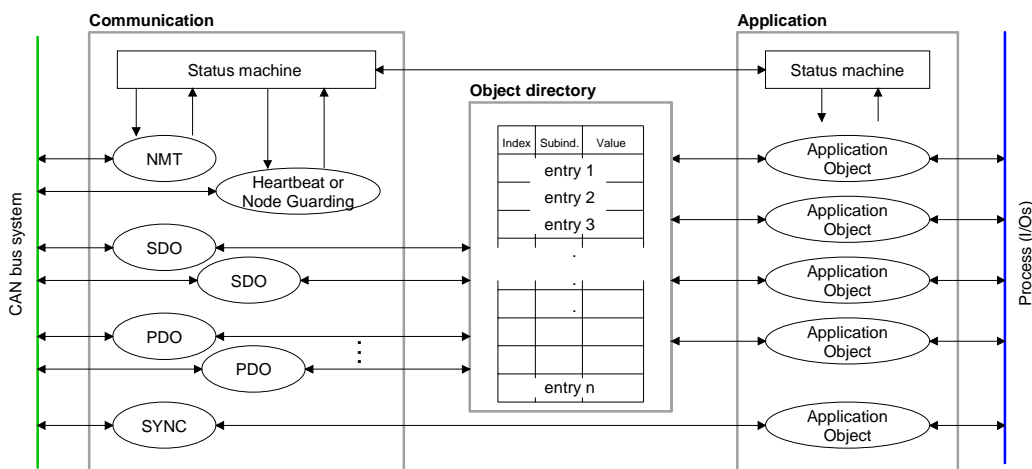 Communication
Application
Status machine
Status machine
Object directory
Index Subind. Value
NMT
entry 1
Application
Object
Heartbeat or
Node Guarding
entry 2
entry 3
Application
Object
SDO
.
SDO
.
Application
Object
.
PDO
Application
Object
⋮
PDO
entry n
SYNC
Application
Object
CAN bus system
Process (I/Os)